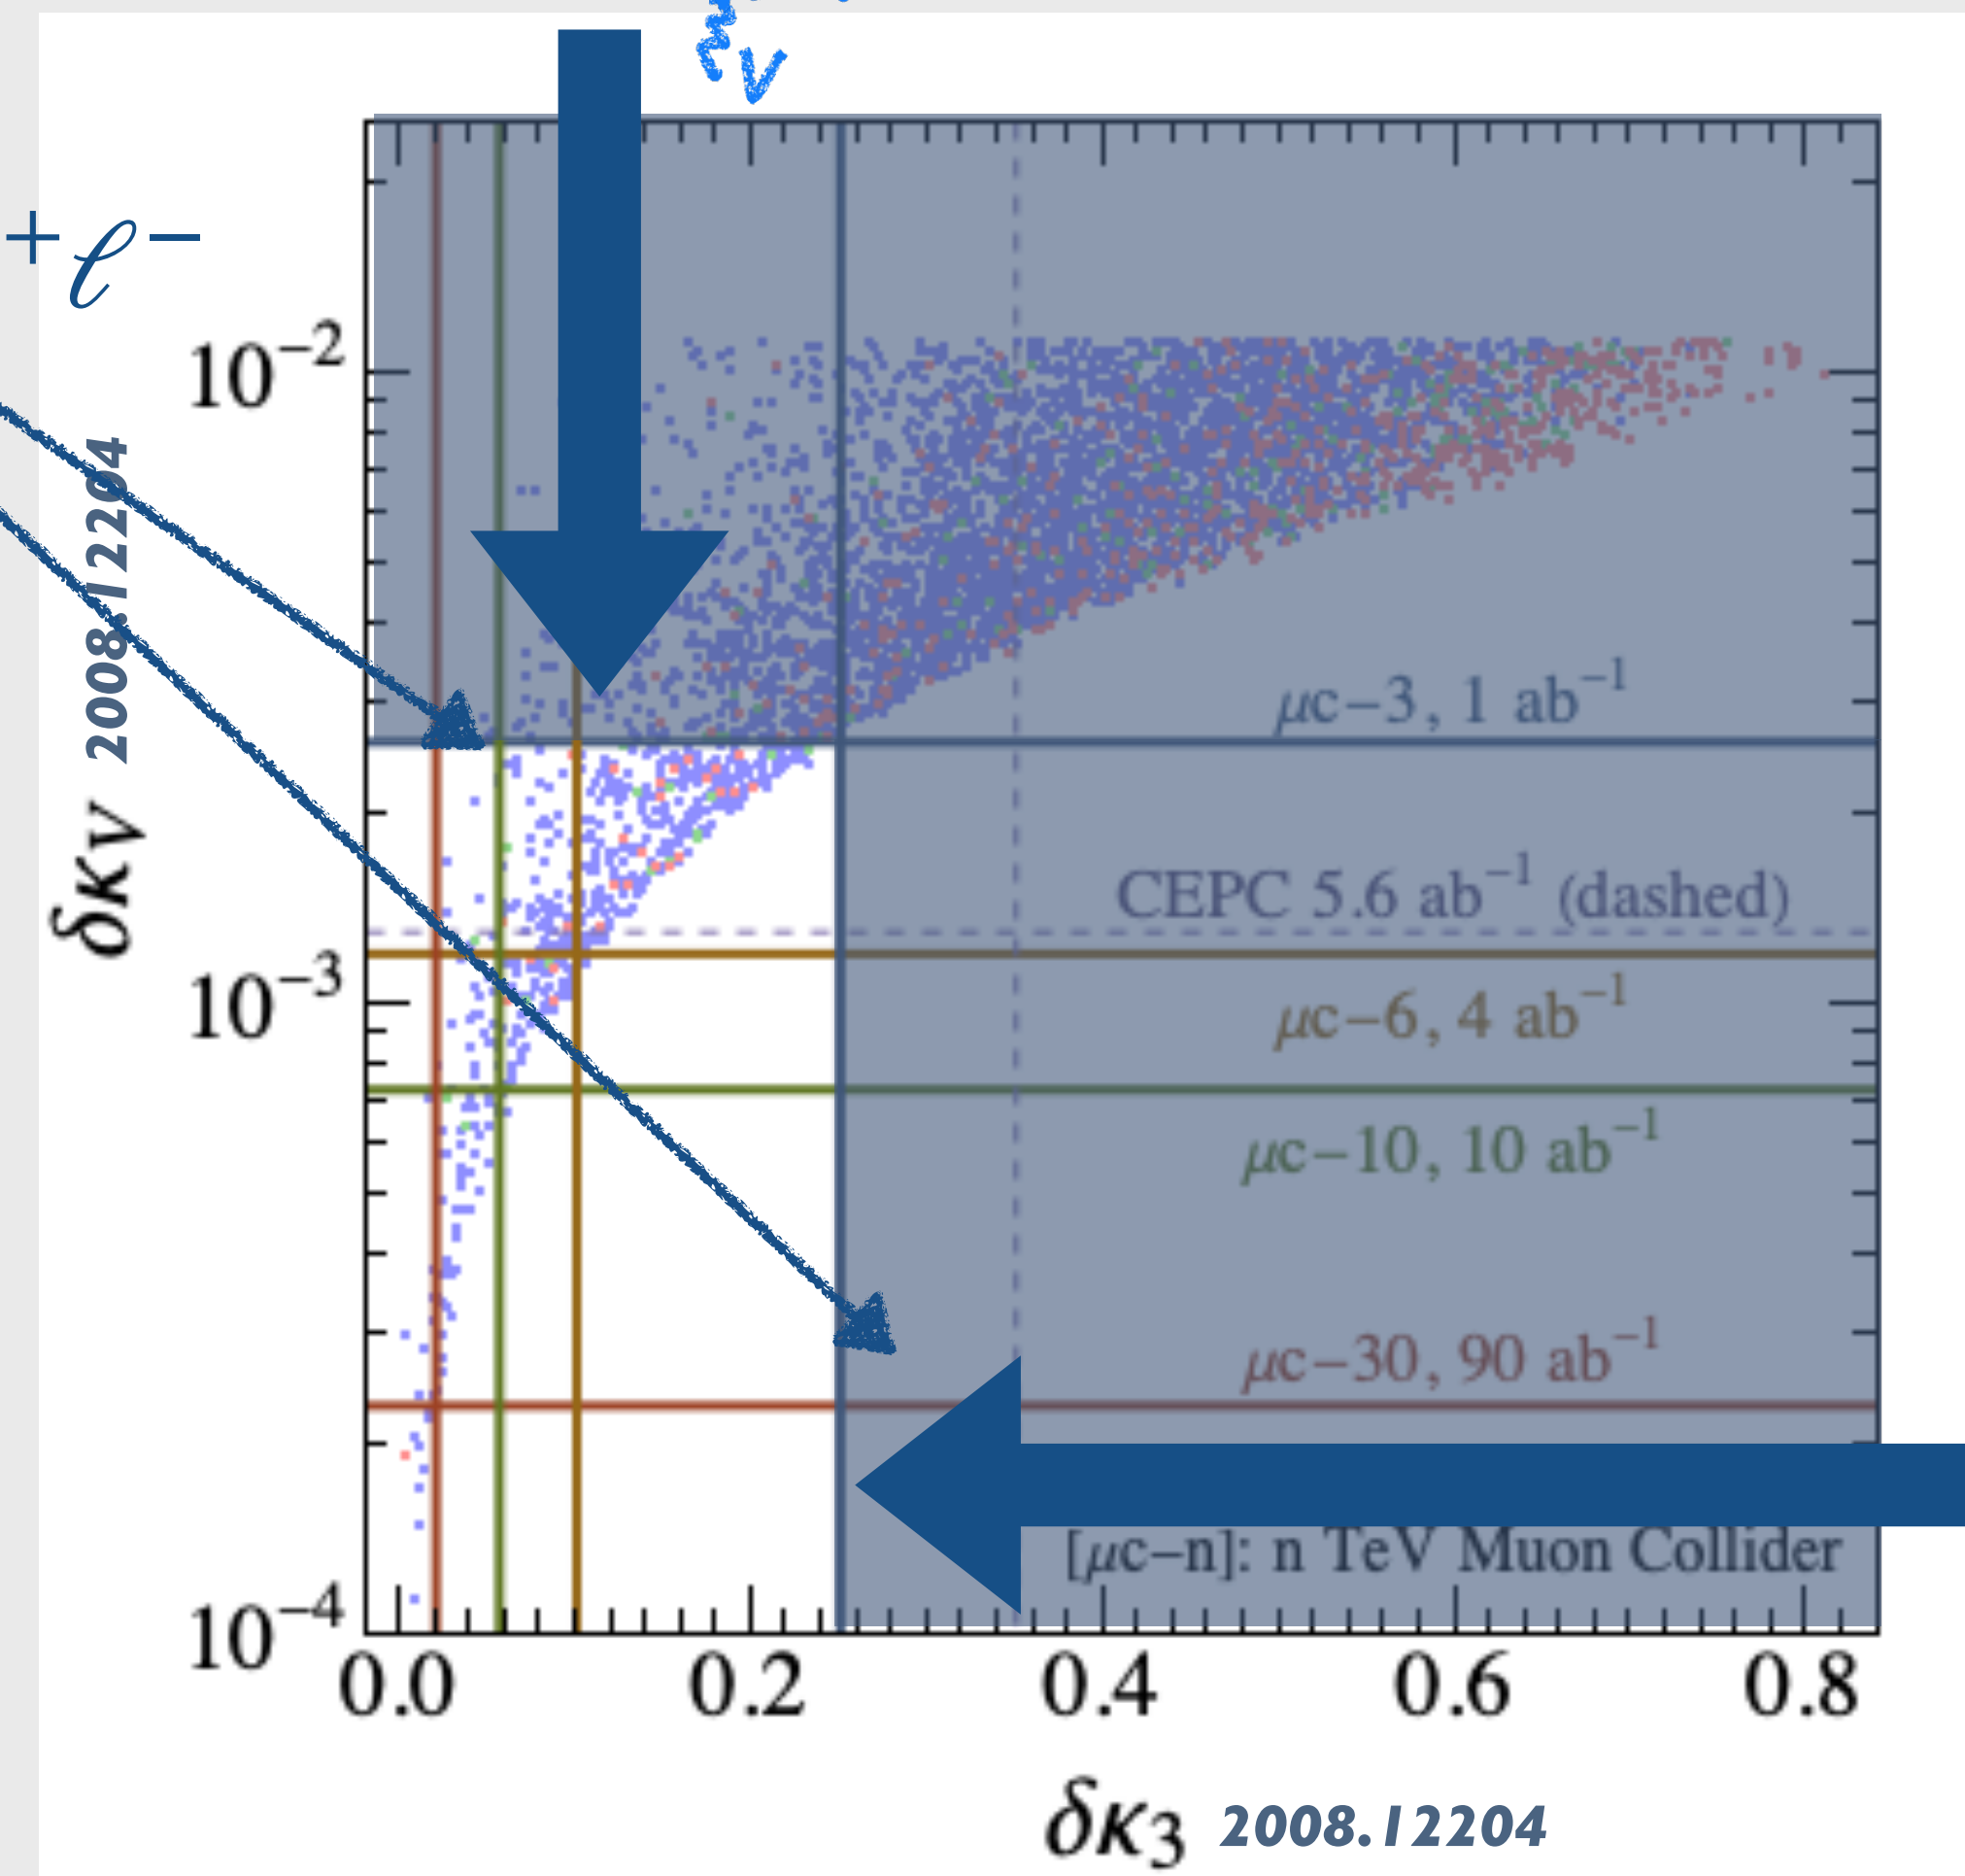 V
+ℓ−
10−2
μc−3, 1 ab−1
2008.12204
δκV
CEPC 5.6 ab−1 (dashed)
10−3
μc−6, 4 ab−1
μc−10, 10 ab−1
μc−30, 90 ab−1
[μc−n]: n TeV Muon Collider
10−4
0.0 0.2 0.4 0.6 0.8
δκ3 2008.12204